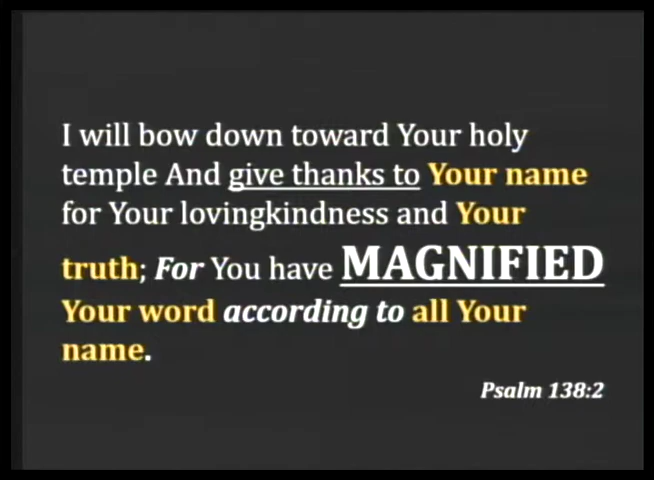 I will bow down toward Your holy
temple And give thanks to Your name
for Your lovingkindness and Your
truth; For You have MAGNIFIED
Your word according to all Your
name.
Psalm 138:2